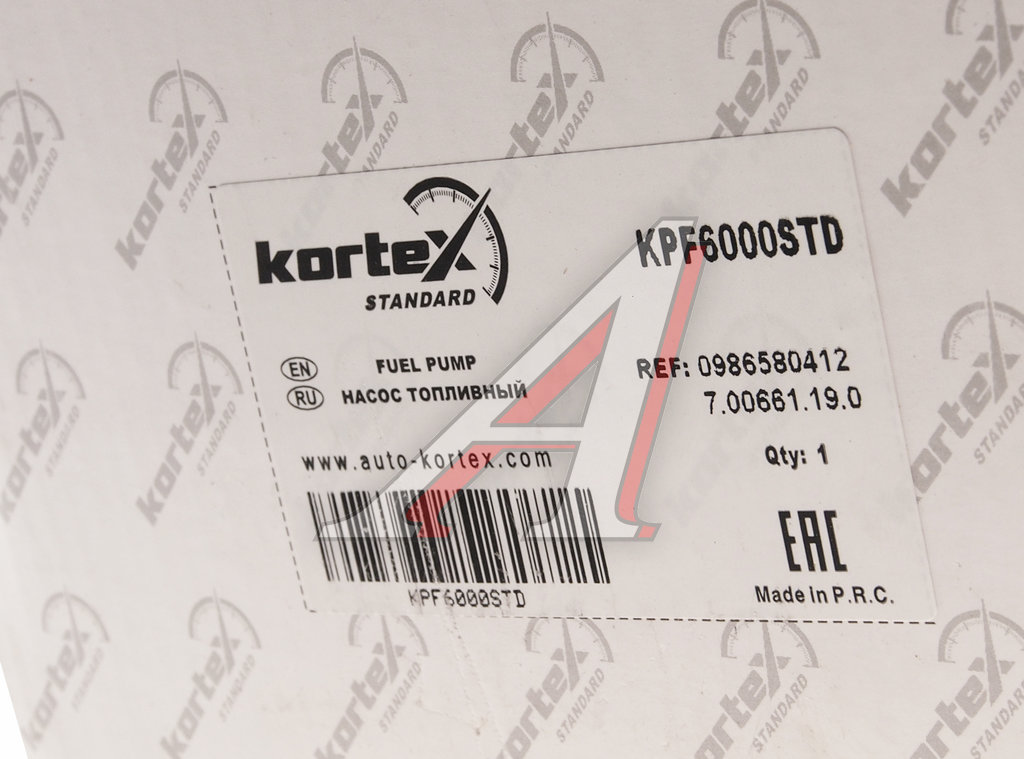 kortex
STANDARD
KPF6000STD
EN FUEL PUMP
RU НАСОС ТОПЛИВНЫЙ
REF: 0986580412
7.00661.19.0
www.auto-kortex.com
Qty: 1
KPF6000STD
EAC
Made In P.R.C.